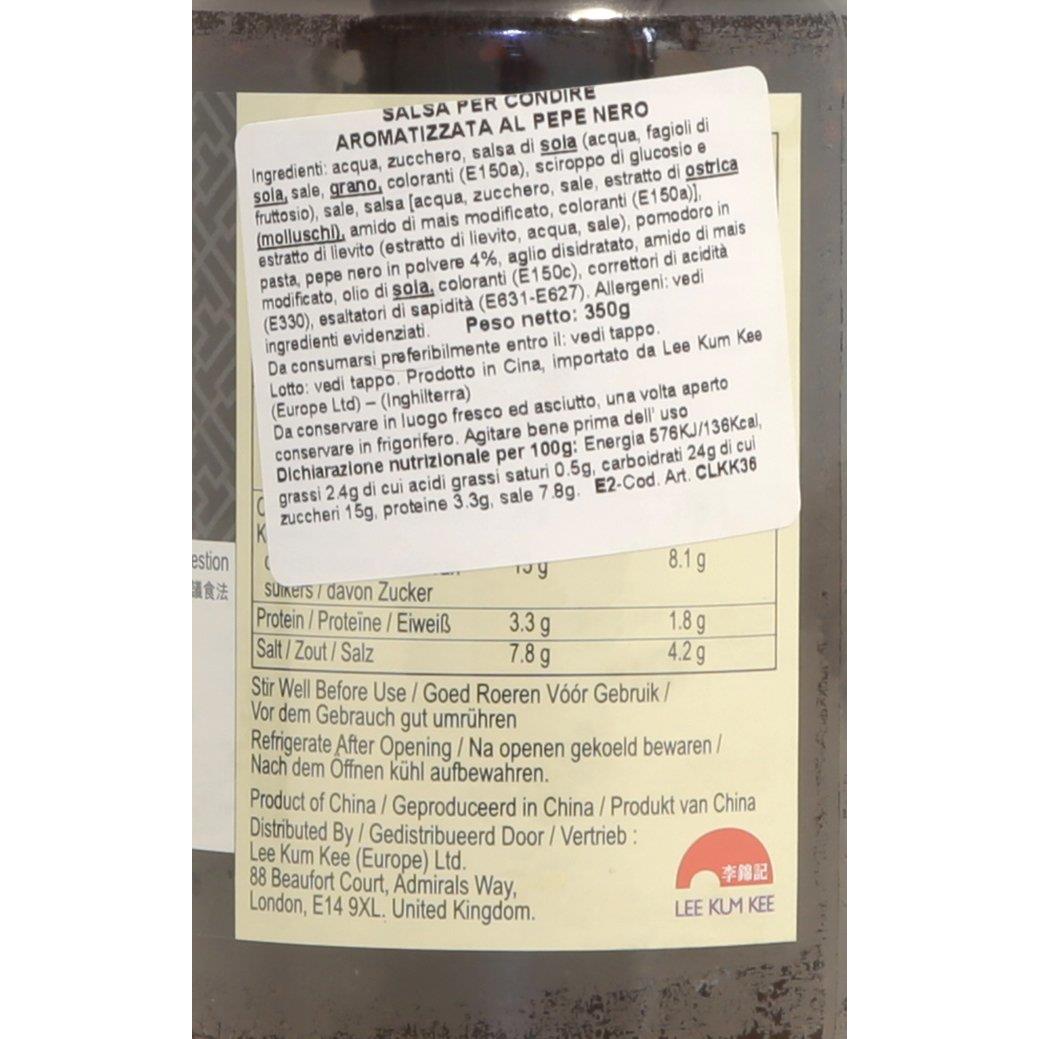 SALSA PER CONDIRE
AROMATIZZATA AL PEPE NERO
Ingredienti: acqua, zucchero, salsa di soia (acqua, fagioli di
soia, sale, grano, coloranti (E150a), sciroppo di glucosio e
fruttosio), sale, salsa [acqua, zucchero, sale, estratto di ostrica
(molluschi), amido di mais modificato, coloranti (E150a)],
estratto di lievito (estratto di lievito, acqua, sale), pomodoro in
pasta, pepe nero in polvere 4%, aglio disidratato, amido di mais
modificato, olio di soia, coloranti (E150c), correttori di acidità
(E330), esaltatori di sapidità (E631-E627). Allergeni: vedi
ingredienti evidenziati. Peso netto: 350g
Da consumarsi preferibilmente entro il: vedi tappo.
Lotto: vedi tappo. Prodotto in Cina, importato da Lee Kum Kee
(Europe Ltd) – (Inghilterra)
Da conservare in luogo fresco ed asciutto, una volta aperto
conservare in frigorifero. Agitare bene prima dell' uso
Dichiarazione nutrizionale per 100g: Energia 576KJ/136Kcal,
grassi 2.4g di cui acidi grassi saturi 0.5g, carboidrati 24g di cui
zuccheri 15g, proteine 3.3g, sale 7.8g. E2-Cod. Art. CLKK36
estion
議食法
15 g 8.1 g
suikers / davon Zucker
Protein / Proteïne / Eiweiß 3.3 g 1.8 g
Salt / Zout / Salz 7.8 g 4.2 g
Stir Well Before Use / Goed Roeren Vóór Gebruik /
Vor dem Gebrauch gut umrühren
Refrigerate After Opening / Na openen gekoeld bewaren /
Nach dem Öffnen kühl aufbewahren.
Product of China / Geproduceerd in China / Produkt van China
Distributed By / Gedistribueerd Door / Vertrieb :
Lee Kum Kee (Europe) Ltd.
88 Beaufort Court, Admirals Way,
London, E14 9XL. United Kingdom.
李錦記
LEE KUM KEE